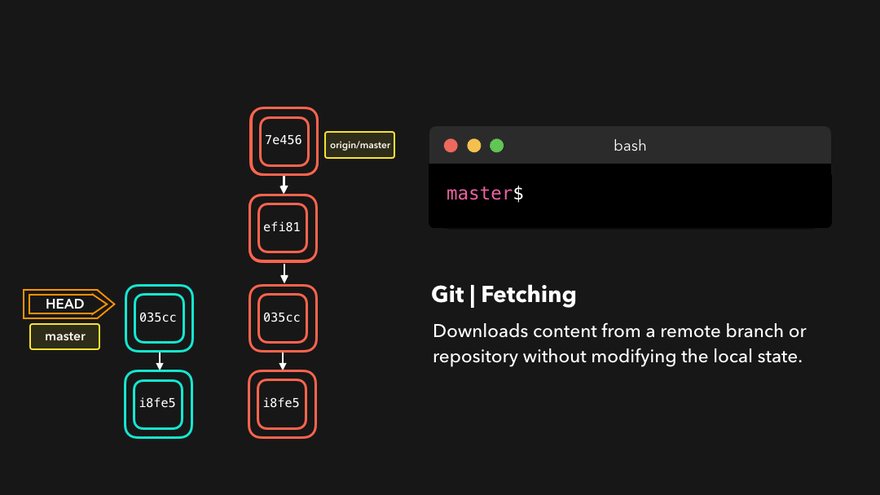 7e456
origin/master
efi81
HEAD
master
035cc
035cc
i8fe5
i8fe5
bash
master$
Git | Fetching
Downloads content from a remote branch or
repository without modifying the local state.